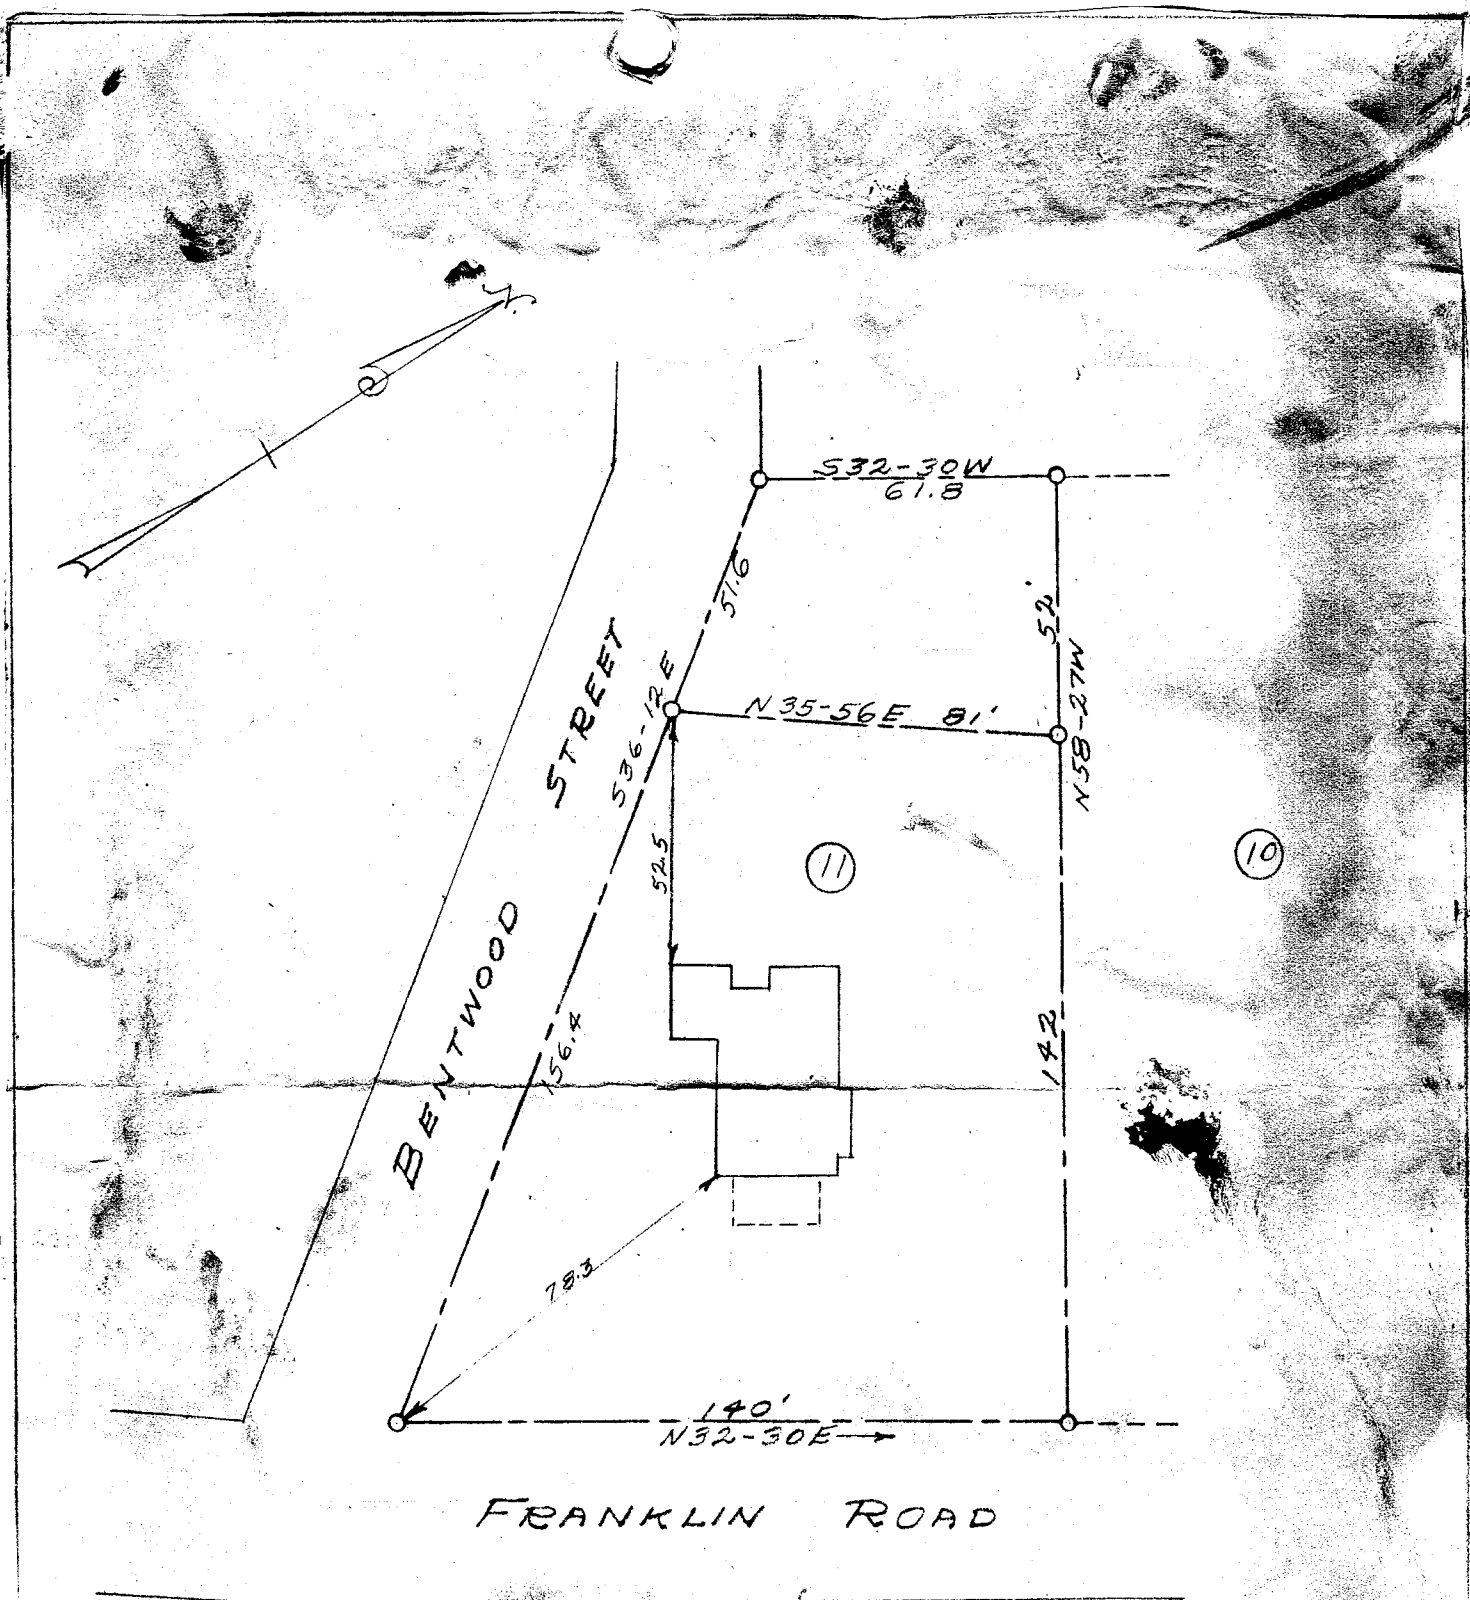 N.
S32-30W
61.8
51.6
52'
N58-27W
N35-56E 81'
S36-12E
STREET
52.5
11
10
BENTWOOD
156.4
142
78.3
140'
N32-30E
FRANKLIN ROAD